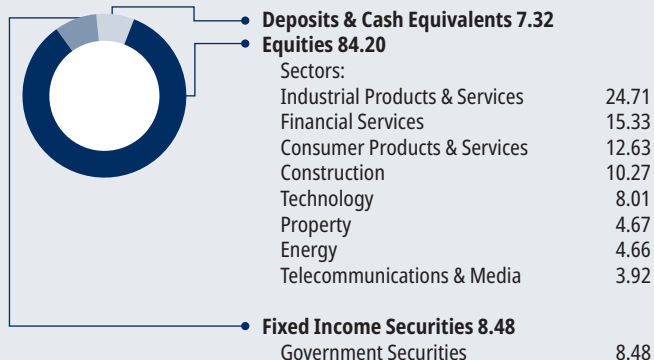 Deposits & Cash Equivalents 7.32
Equities 84.20
Sectors:
Industrial Products & Services 24.71
Financial Services 15.33
Consumer Products & Services 12.63
Construction 10.27
Technology 8.01
Property 4.67
Energy 4.66
Telecommunications & Media 3.92
Fixed Income Securities 8.48
Government Securities 8.48